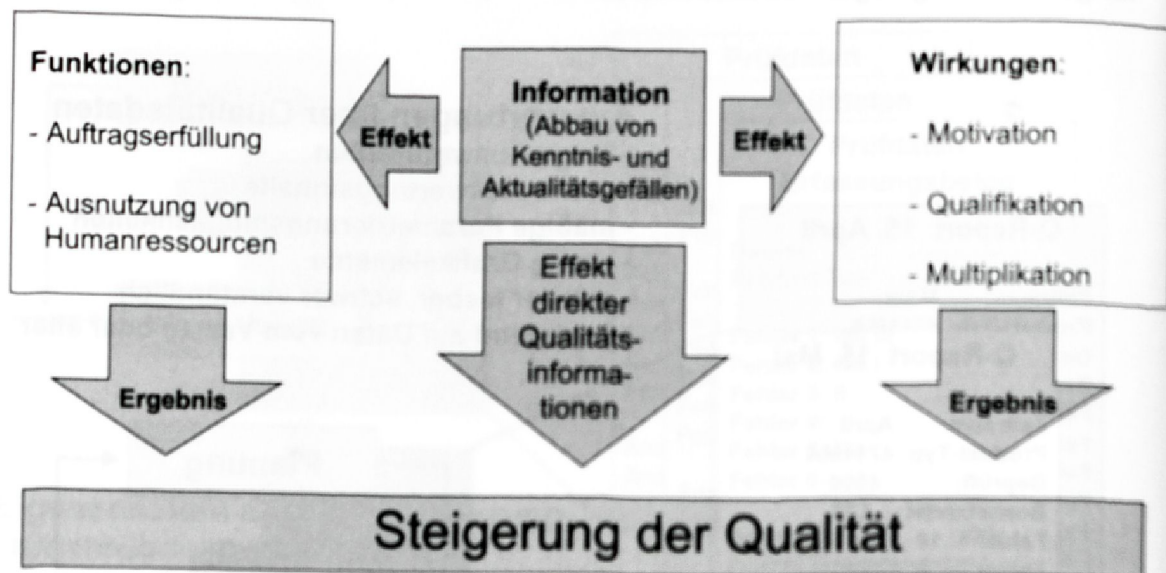 Funktionen:
- Auftragserfüllung
- Ausnutzung von
Humanressourcen
Effekt
Information
(Abbau von
Kenntnis- und
Aktualitätsgefällen)
Effekt
Wirkungen:
- Motivation
- Qualifikation
- Multiplikation
Ergebnis
Effekt
direkter
Qualitäts-
informa-
tionen
Ergebnis
Steigerung der Qualität